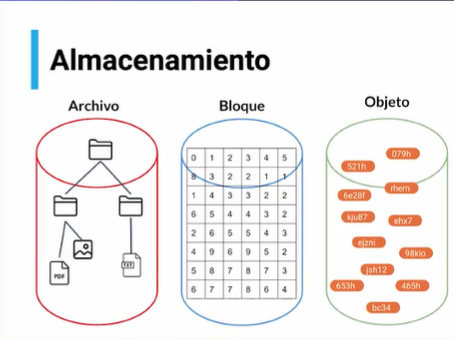 Almacenamiento
Archivo
Bloque
Objeto
PDF
TXT
0 1 2 3 4 5
8 3 2 2 1 1
1 4 3 3 2 2
6 5 4 4 3 2
2 6 5 5 4 3
4 9 6 9 5 2
5 8 7 8 7 3
6 7 7 8 6 4
079h
521h
rhem
6e28f
kju87
ehx7
ejzni
98kio
jsh12
653h
465h
bc34